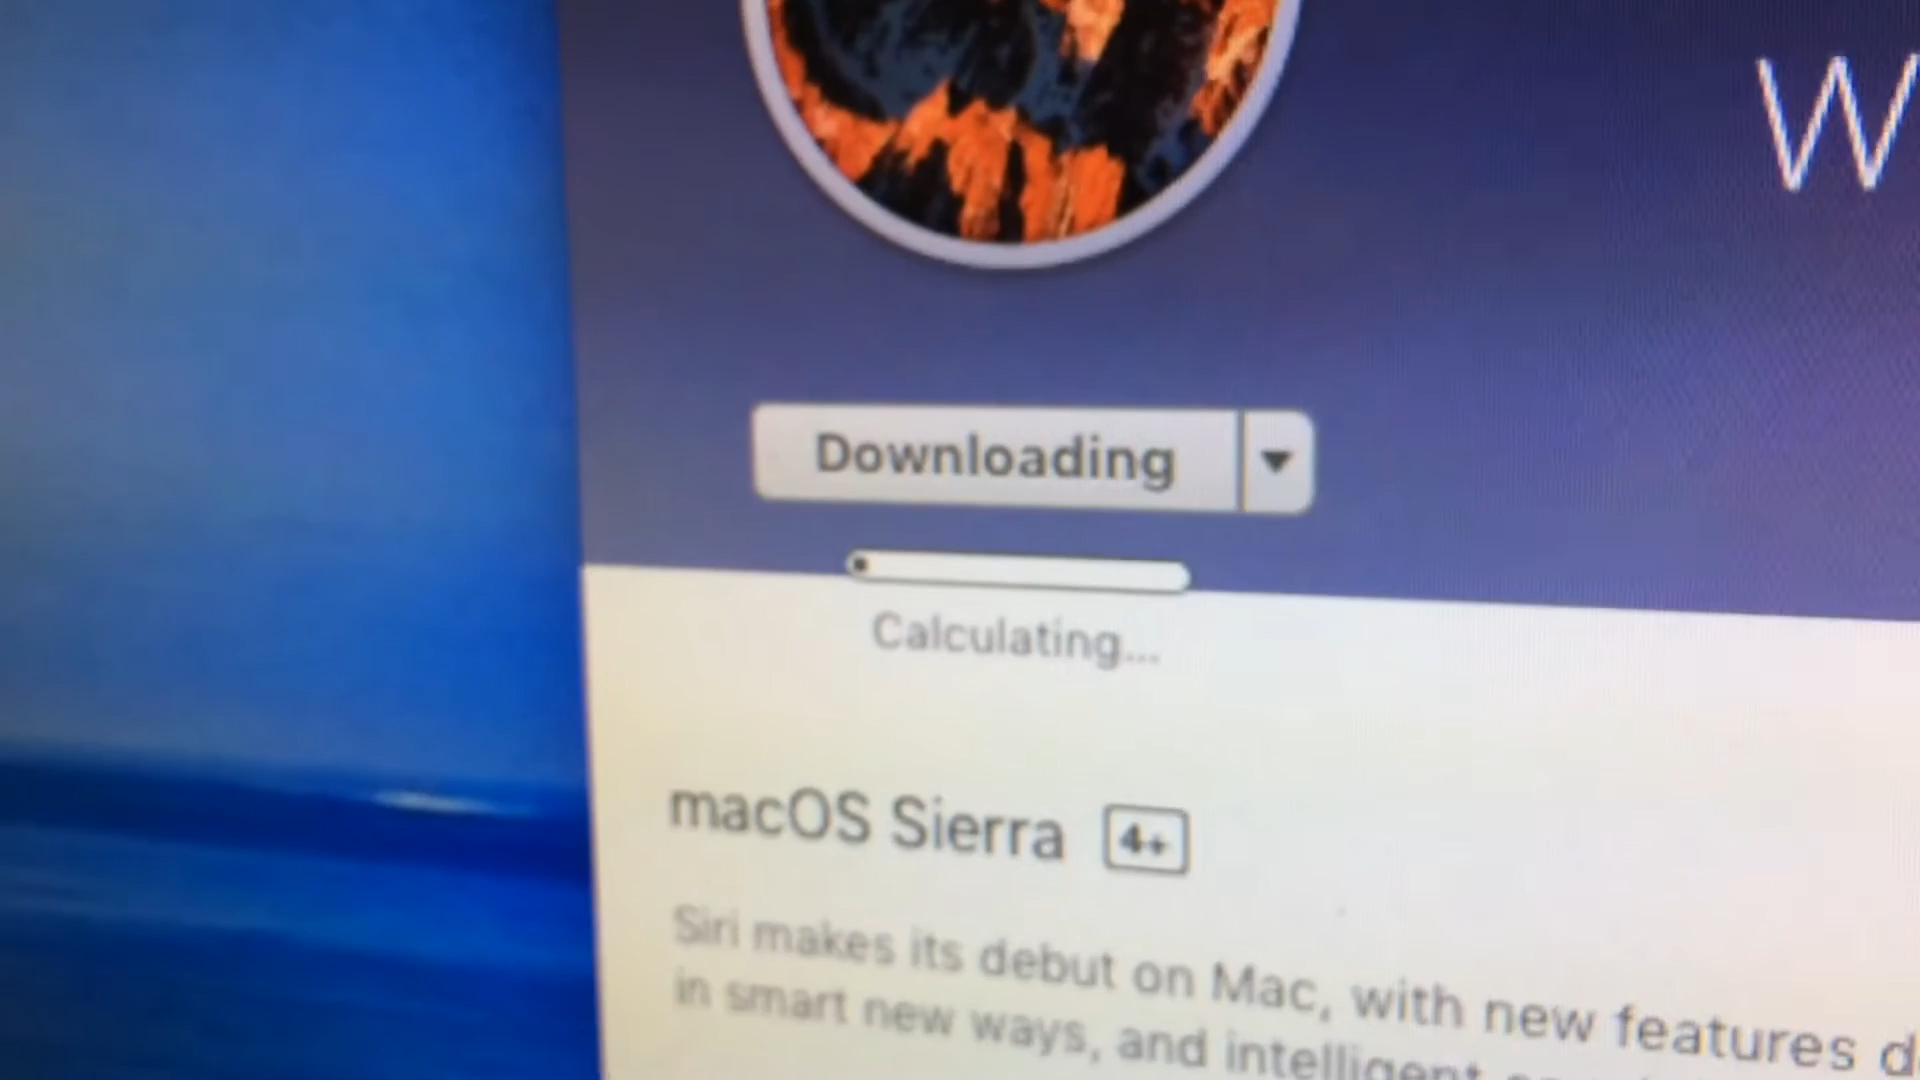 W
Downloading
Calculating...
macOS Sierra 4+
Siri makes its debut on Mac, with new features d
in smart new ways, and intelligent